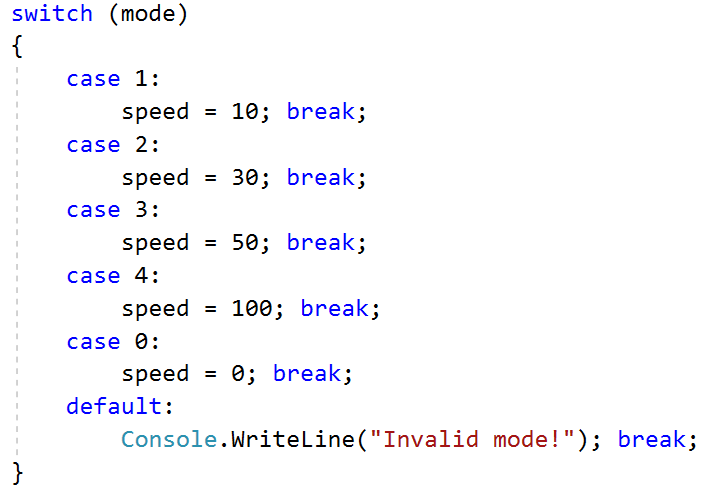 switch (mode)
{
    case 1:
        speed = 10; break;
    case 2:
        speed = 30; break;
    case 3:
        speed = 50; break;
    case 4:
        speed = 100; break;
    case 0:
        speed = 0; break;
    default:
        Console.WriteLine("Invalid mode!"); break;
}